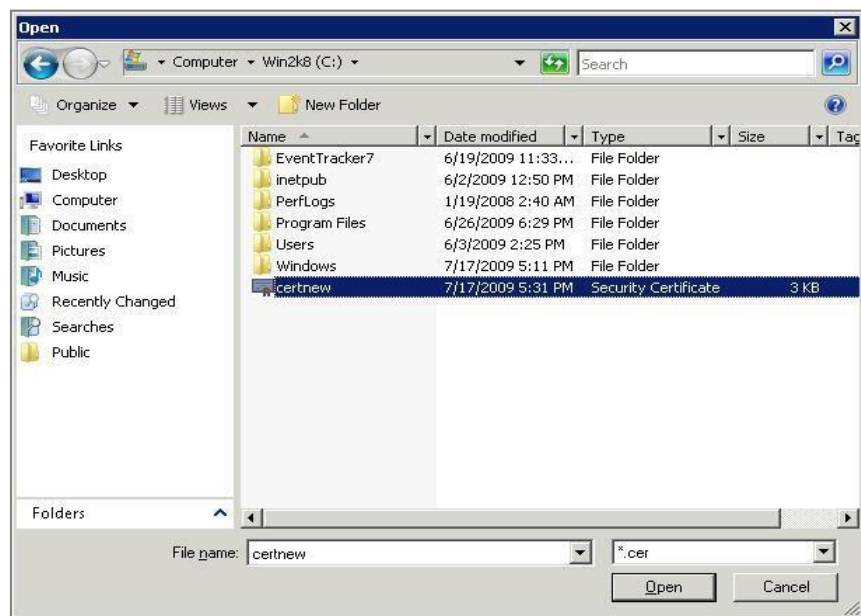 Open
Computer Win2k8 (C:) Search
Organize Views New Folder
Favorite Links
Desktop
Computer
Documents
Pictures
Music
Recently Changed
Searches
Public
Folders
Name Date modified Type Size Tag
EventTracker7 6/19/2009 11:33... File Folder
inetpub 6/2/2009 12:50 PM File Folder
PerfLogs 1/19/2008 2:40 AM File Folder
Program Files 6/26/2009 6:29 PM File Folder
Users 6/3/2009 2:25 PM File Folder
Windows 7/17/2009 5:11 PM File Folder
certnew 7/17/2009 5:31 PM Security Certificate 3 KB
File name: certnew *.cer
Open Cancel